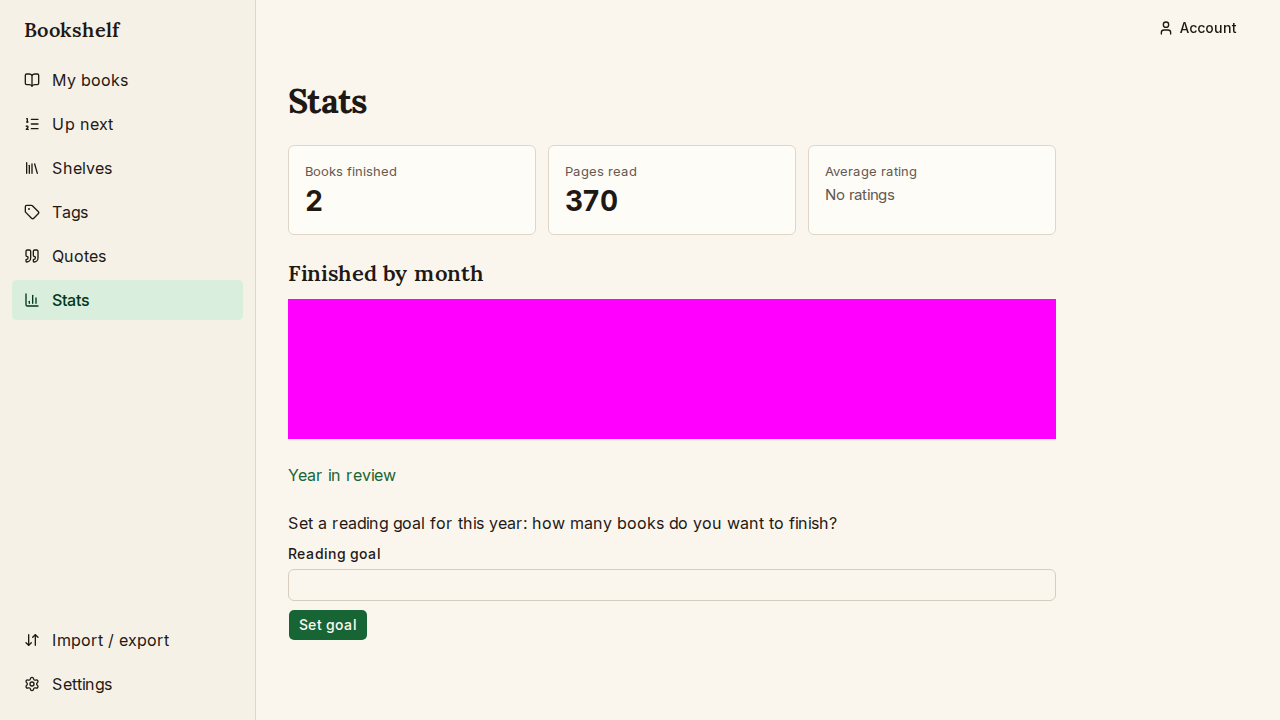 Bookshelf
My books
Up next
Shelves
Tags
Quotes
Stats
Import / export
Settings
Account
Stats
Books finished
2
Pages read
370
Average rating
No ratings
Finished by month
Year in review
Set a reading goal for this year: how many books do you want to finish?
Reading goal
Set goal